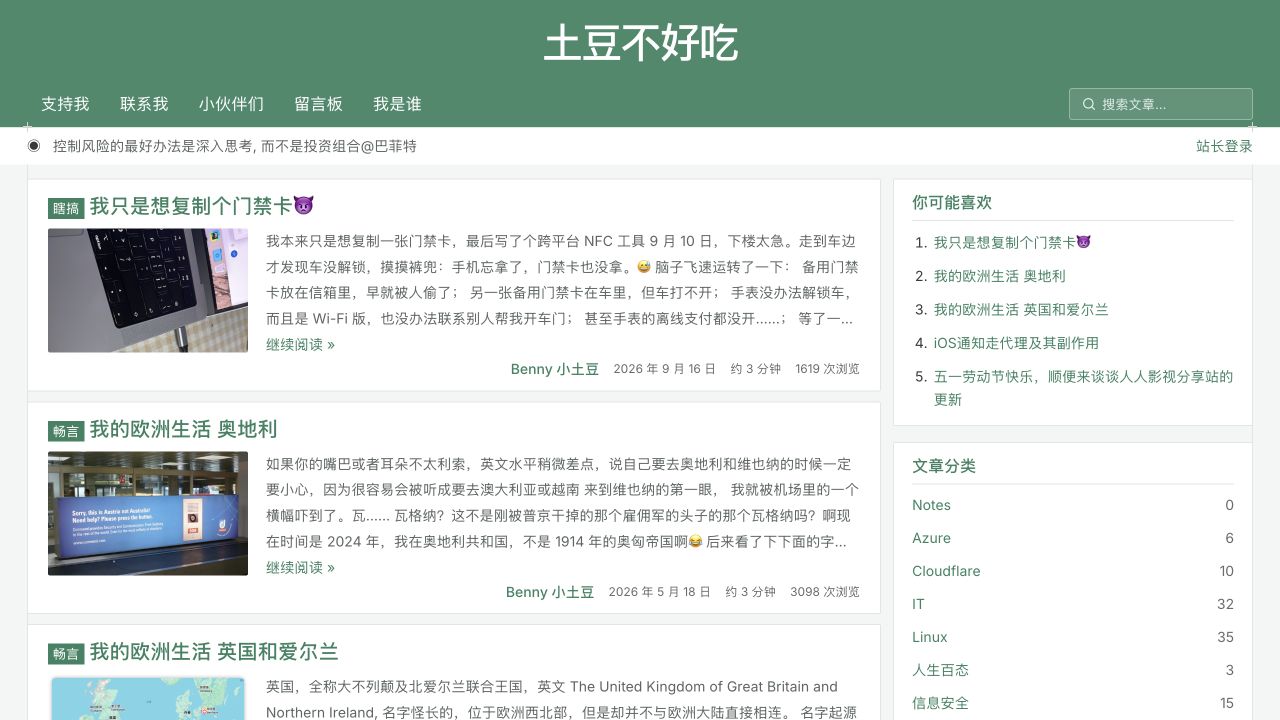 土豆不好吃
支持我 联系我 小伙伴们 留言板 我是谁 搜索文章...
控制风险的最好办法是深入思考, 而不是投资组合@巴菲特 站长登录
瞎搞 我只是想复制个门禁卡😈
我本来只是想复制一张门禁卡，最后写了个跨平台 NFC 工具 9 月 10 日，下楼太急。走到车边
才发现车没解锁，摸摸裤兜：手机忘拿了，门禁卡也没拿。😅 脑子飞速运转了一下： 备用门禁
卡放在信箱里，早就被人偷了； 另一张备用门禁卡在车里，但车打不开； 手表没办法解锁车，
而且是 Wi-Fi 版，也没办法联系别人帮我开车门； 甚至手表的离线支付都没开……； 等了一...
继续阅读 »
Benny 小土豆 2026 年 9 月 16 日 约 3 分钟 1619 次浏览
畅言 我的欧洲生活 奥地利
Sorry, this is Austria not Australia!
Need help? Please press the button.
如果你的嘴巴或者耳朵不太利索，英文水平稍微差点，说自己要去奥地利和维也纳的时候一定
要小心，因为很容易会被听成要去澳大利亚或越南 来到维也纳的第一眼， 我就被机场里的一个
横幅吓到了。瓦…… 瓦格纳？这不是刚被普京干掉的那个雇佣军的头子的那个瓦格纳吗？啊现
在时间是 2024 年，我在奥地利共和国，不是 1914 年的奥匈帝国啊😂 后来看了下下面的字...
继续阅读 »
Benny 小土豆 2026 年 5 月 18 日 约 3 分钟 3098 次浏览
畅言 我的欧洲生活 英国和爱尔兰
英国，全称大不列颠及北爱尔兰联合王国，英文 The United Kingdom of Great Britain and
Northern Ireland, 名字怪长的，位于欧洲西北部，但是却并不与欧洲大陆直接相连。 名字起源
你可能喜欢
1. 我只是想复制个门禁卡😈
2. 我的欧洲生活 奥地利
3. 我的欧洲生活 英国和爱尔兰
4. iOS通知走代理及其副作用
5. 五一劳动节快乐，顺便来谈谈人人影视分享站的
更新
文章分类
Notes 0
Azure 6
Cloudflare 10
IT 32
Linux 35
人生百态 3
信息安全 15